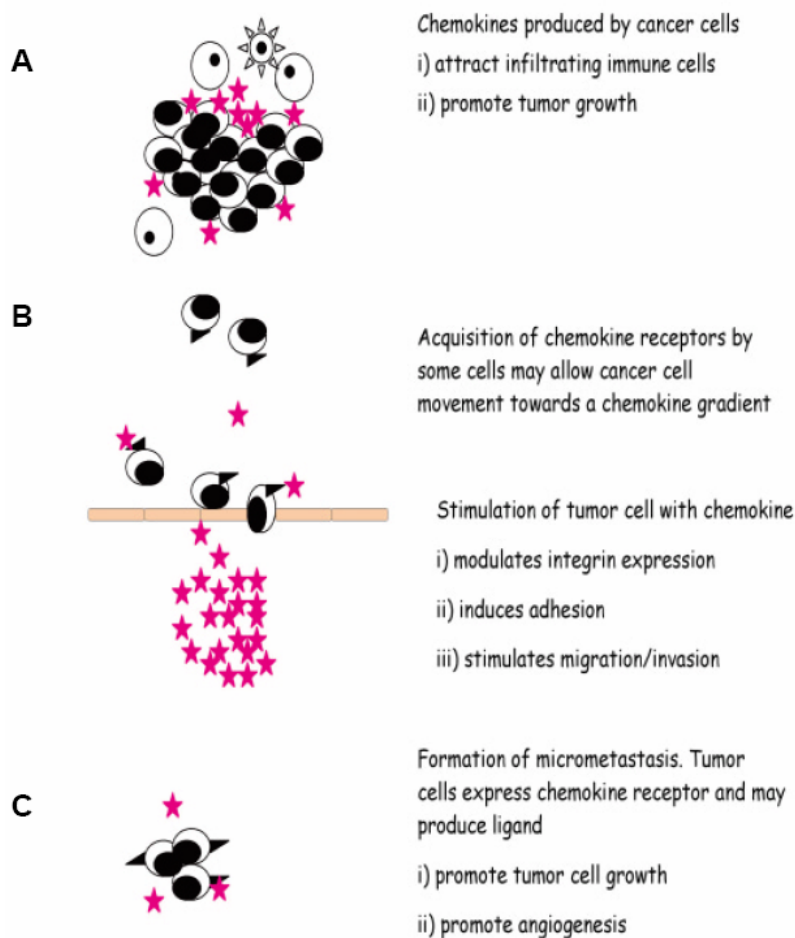 A
Chemokines produced by cancer cells
i) attract infiltrating immune cells
ii) promote tumor growth
B
Acquisition of chemokine receptors by
some cells may allow cancer cell
movement towards a chemokine gradient
Stimulation of tumor cell with chemokine
i) modulates integrin expression
ii) induces adhesion
iii) stimulates migration/invasion
C
Formation of micrometastasis. Tumor
cells express chemokine receptor and may
produce ligand
i) promote tumor cell growth
ii) promote angiogenesis